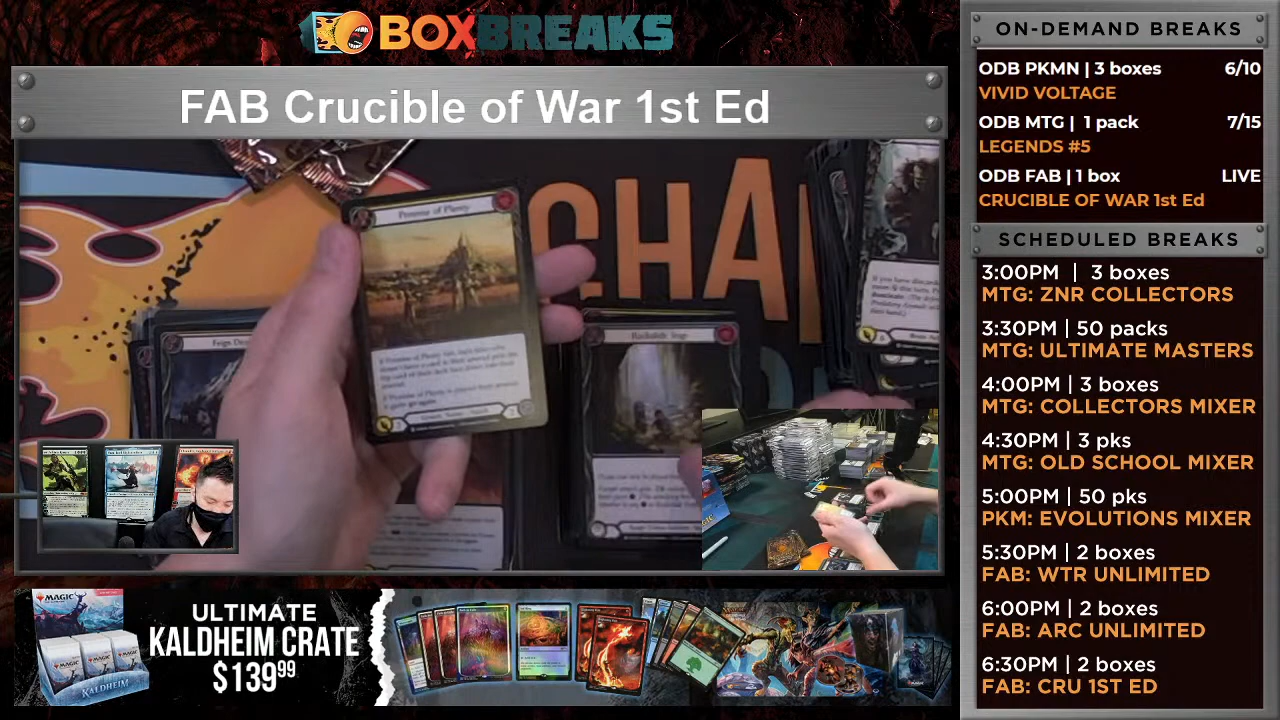 BOXBREAKS
FAB Crucible of War 1st Ed
Promise of Plenty
ULTIMATE
KALDHEIM CRATE
$139.99
MAGIC
KALDHEIM
ON-DEMAND BREAKS
ODB PKMN | 3 boxes 6/10
VIVID VOLTAGE
ODB MTG | 1 pack 7/15
LEGENDS #5
ODB FAB | 1 box LIVE
CRUCIBLE OF WAR 1st Ed
SCHEDULED BREAKS
3:00PM | 3 boxes
MTG: ZNR COLLECTORS
3:30PM | 50 packs
MTG: ULTIMATE MASTERS
4:00PM | 3 boxes
MTG: COLLECTORS MIXER
4:30PM | 3 pks
MTG: OLD SCHOOL MIXER
5:00PM | 50 pks
PKM: EVOLUTIONS MIXER
5:30PM | 2 boxes
FAB: WTR UNLIMITED
6:00PM | 2 boxes
FAB: ARC UNLIMITED
6:30PM | 2 boxes
FAB: CRU 1ST ED